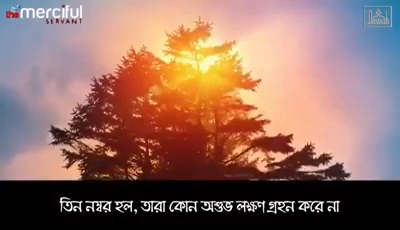 the merciful
SERVANT
তিন নম্বর হল, তারা কোন অশুভ লক্ষণ গ্রহন করে না